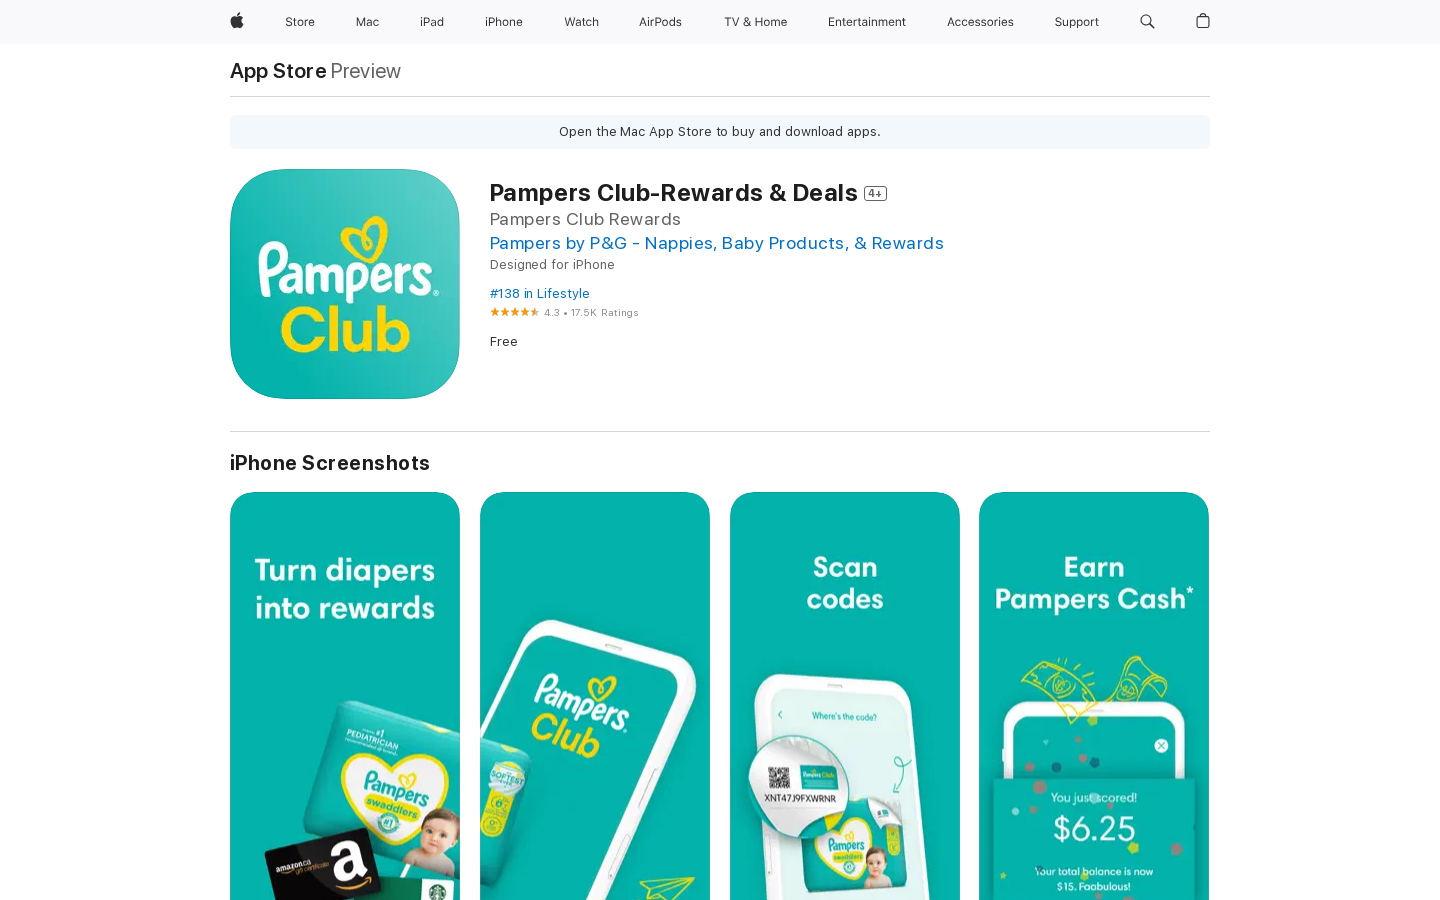 Store
Mac
iPad
iPhone
Watch
AirPods
TV & Home
Entertainment
Accessories
Support
App Store Preview
Open the Mac App Store to buy and download apps.
Pampers
Club
Pampers Club-Rewards & Deals 4+
Pampers Club Rewards
Pampers by P&G - Nappies, Baby Products, & Rewards
Designed for iPhone
#138 in Lifestyle
4.3 • 17.5K Ratings
Free
iPhone Screenshots
Turn diapers
into rewards
#1
PEDIATRICIAN
Pampers
swaddlers
#1
amazon.ca
gift certificate
a
SOFTEST
Pampers
Club
Scan
codes
Where's the code?
Pampers Club
XNT47J9FXWRNR
Pampers
swaddlers
#1
Earn
Pampers Cash*
You just scored!
$6.25
Your total balance is now
$15. Faabulous!